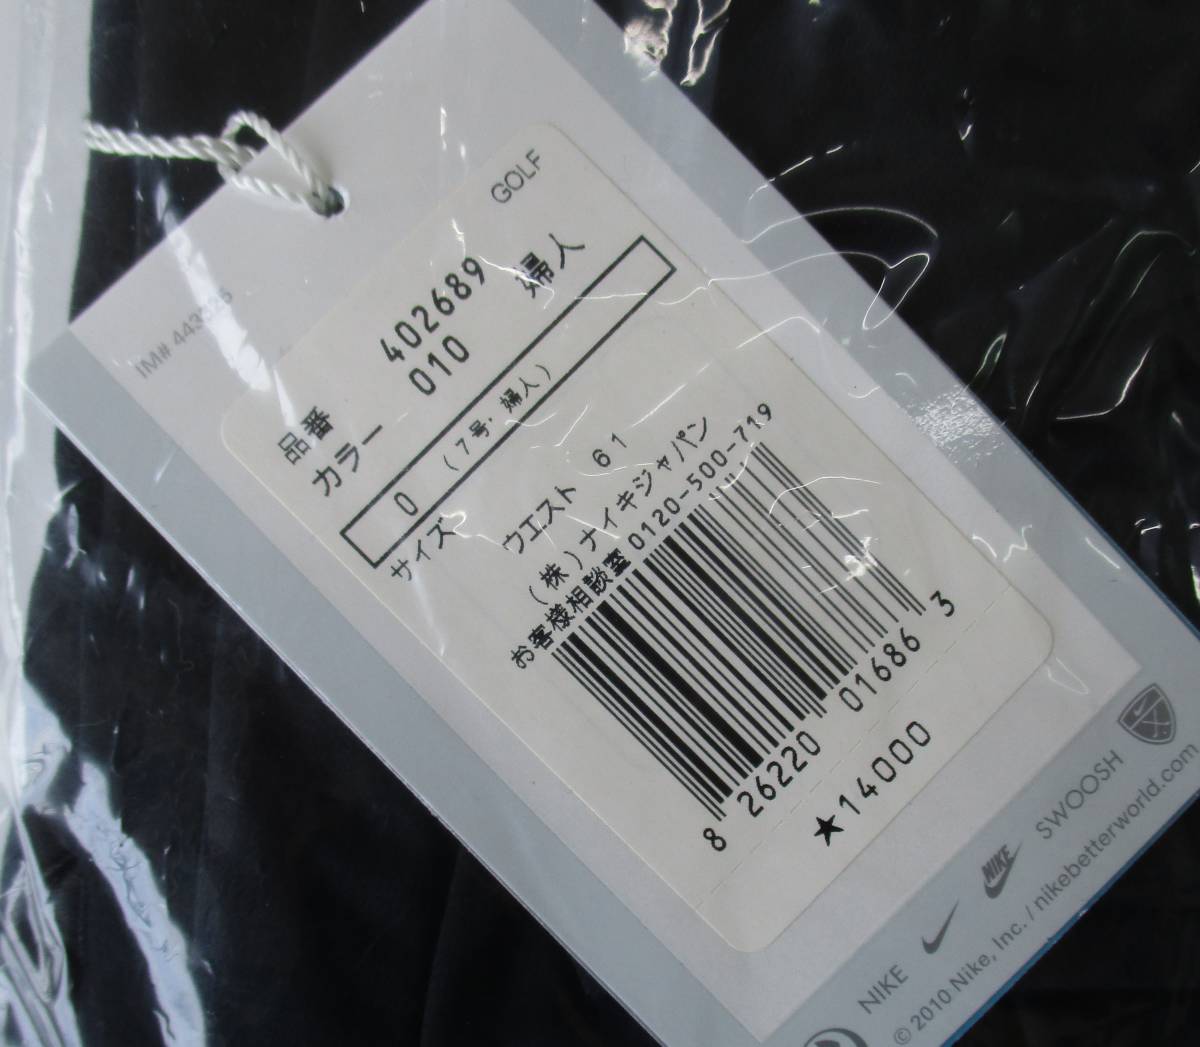 GOLF
品番 402689
カラー 010 婦人
0 (7号・婦人)
サイズ
ウエスト 61
(株)ナイキジャパン
お客様相談室 0120-500-719
8 26220 01686 3
★14000
IM#
NIKE NIKE SWOOSH
© 2010 Nike, Inc. / nikebetterworld.com